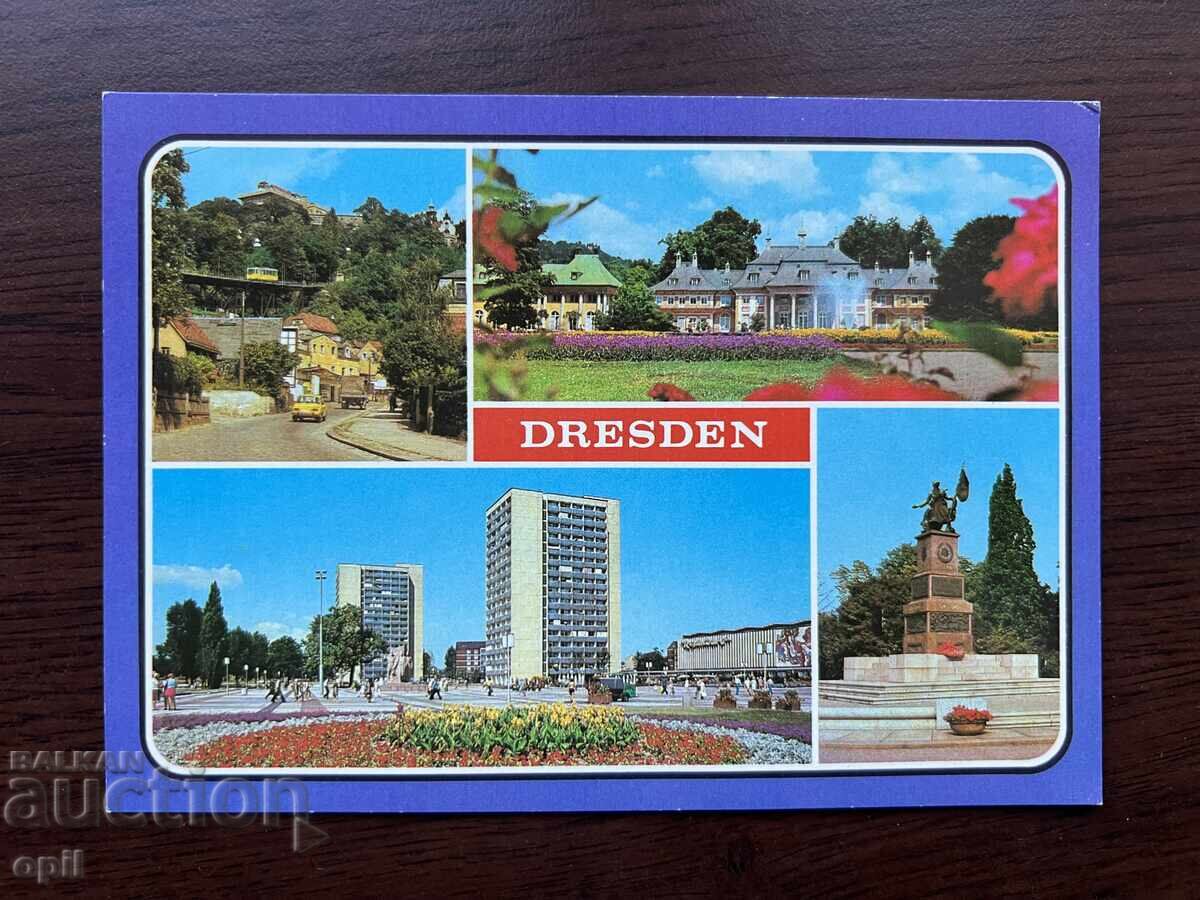 DRESDEN
BALKAN
auction
opil